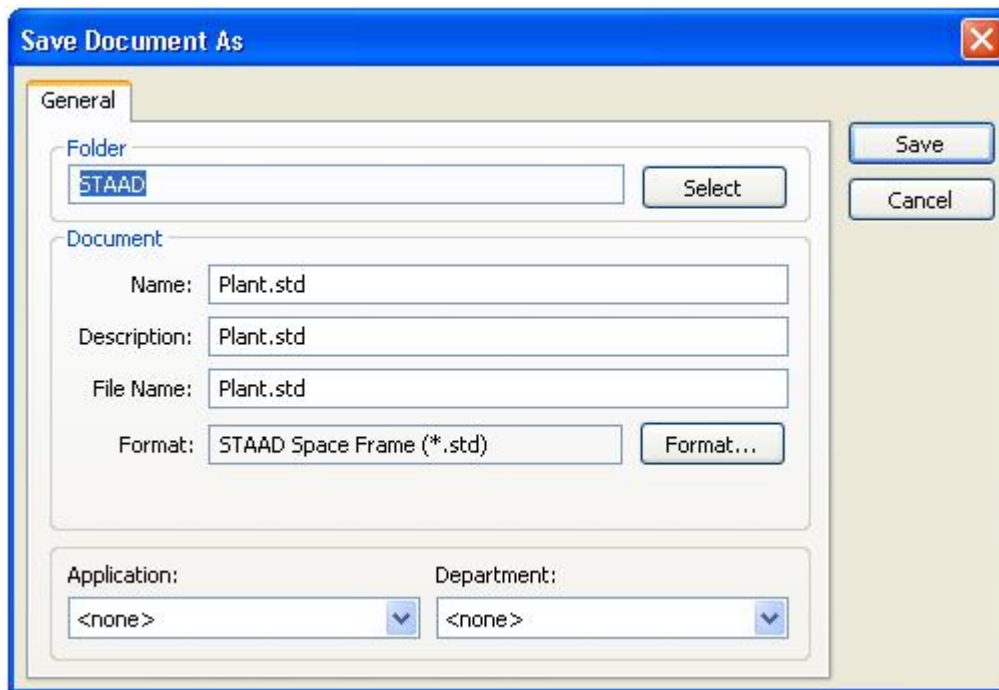 Save Document As
General
Folder
STAAD
Select
Save
Cancel
Document
Name: Plant.std
Description: Plant.std
File Name: Plant.std
Format: STAAD Space Frame (*.std) Format...
Application: Department:
<none> <none>